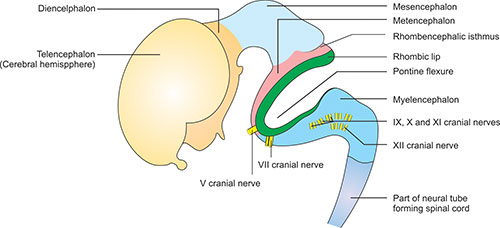 Diencelphalon
Telencephalon
(Cerebral hemispphere)
Mesencephalon
Metencephalon
Rhombencephalic isthmus
Rhombic lip
Pontine flexure
Myelencephalon
IX, X and XI cranial nerves
XII cranial nerve
VII cranial nerve
V cranial nerve
Part of neural tube
forming spinal cord